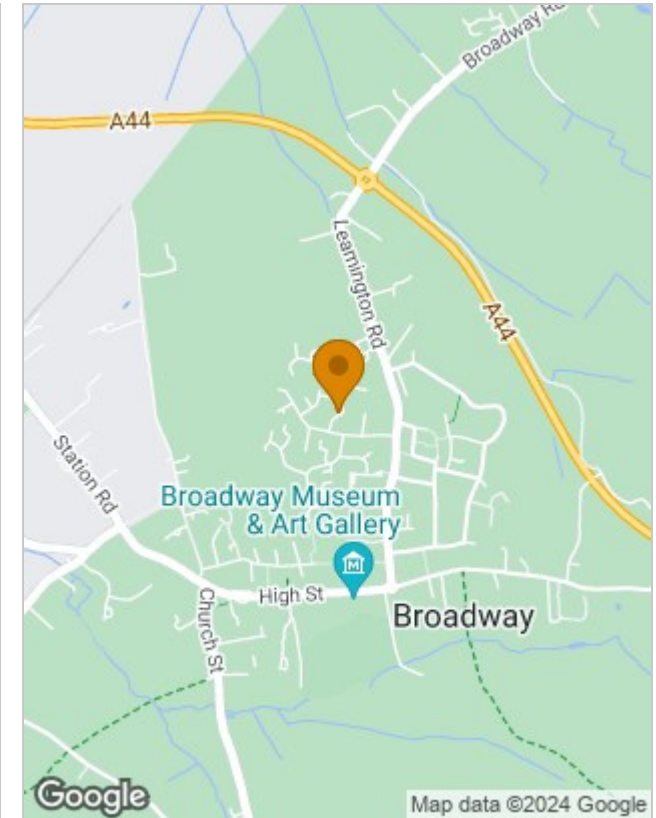 Broadway Rd
A44
Leamington Rd
A44
Station Rd
Broadway Museum
& Art Gallery
M
High St
Broadway
Church St
Google
Map data ©2024 Google